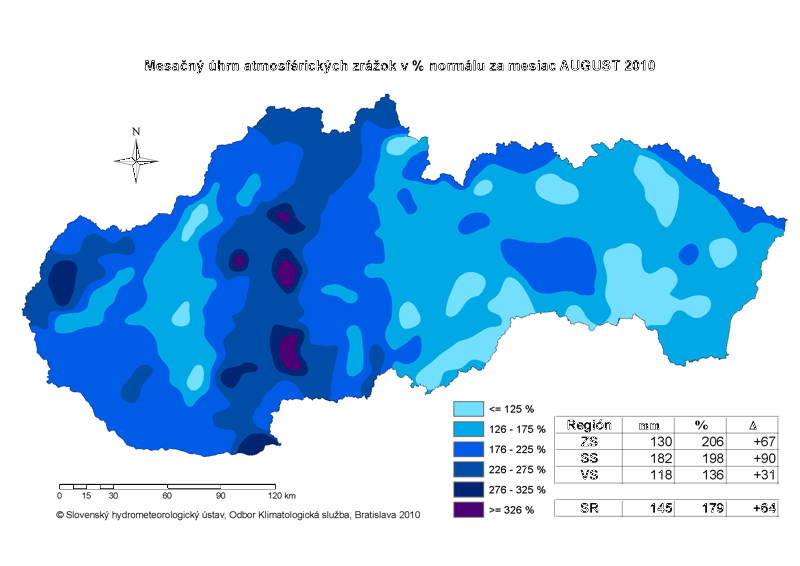 Mesačný úhrn atmosférických zrážok v % normálu za mesiac AUGUST 2010
N
<= 125 %
126 - 175 %
176 - 225 %
226 - 275 %
276 - 325 %
>= 326 %
Región mm % Δ
ZS 130 206 +67
SS 182 198 +90
VS 118 136 +31
SR 145 179 +64
0 15 30 60 90 120 km
© Slovenský hydrometeorologický ústav, Odbor Klimatologická služba, Bratislava 2010